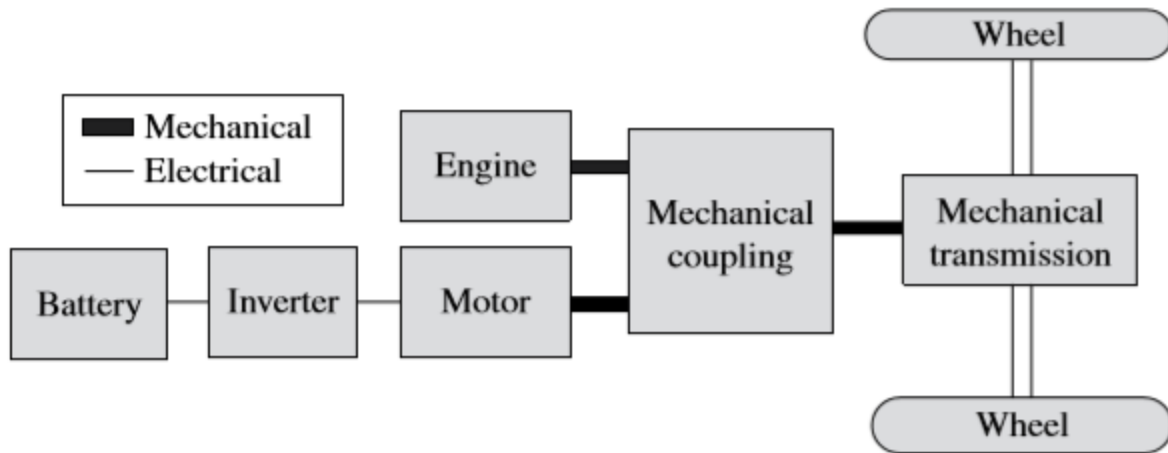 Wheel
Mechanical
Electrical
Engine
Mechanical
coupling
Mechanical
transmission
Battery
Inverter
Motor
Wheel